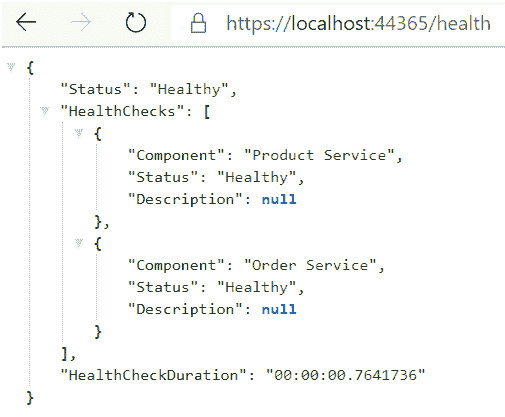 https://localhost:44365/health
{
"Status": "Healthy",
"HealthChecks": [
{
"Component": "Product Service",
"Status": "Healthy",
"Description": null
},
{
"Component": "Order Service",
"Status": "Healthy",
"Description": null
}
],
"HealthCheckDuration": "00:00:00.7641736"
}